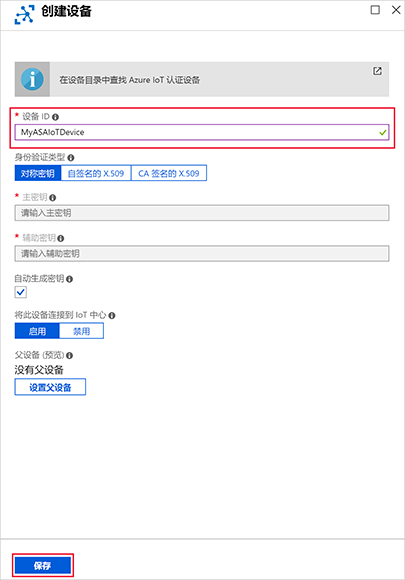 创建设备
在设备目录中查找 Azure IoT 认证设备
* 设备 ID
MyASAIoTDevice
身份验证类型
对称密钥 自签名的 X.509 CA 签名的 X.509
* 主密钥
请输入主密钥
* 辅助密钥
请输入辅助密钥
自动生成密钥
将此设备连接到 IoT 中心
启用 禁用
父设备 (预览)
没有父设备
设置父设备
保存